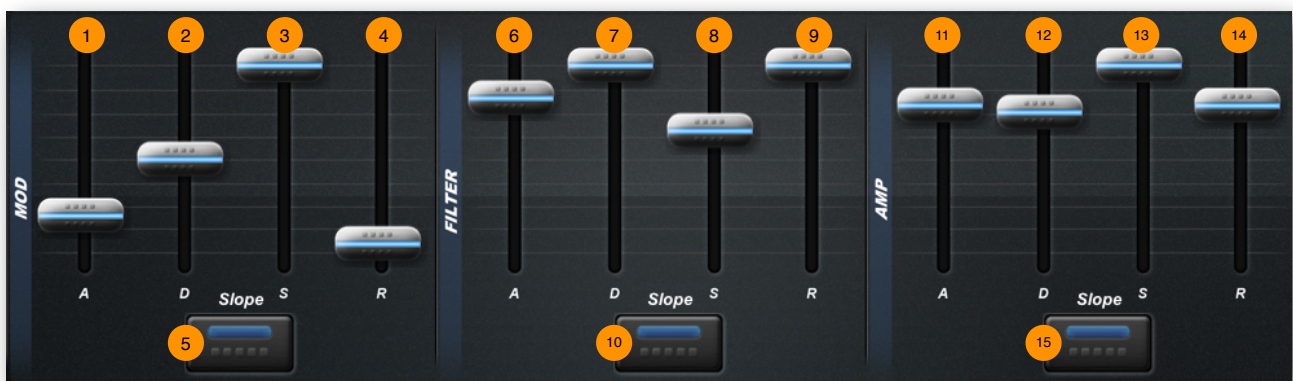 1 2 3 4
MOD
A D S R
Slope
5
6 7 8 9
FILTER
A D S R
Slope
10
11 12 13 14
AMP
A D S R
Slope
15